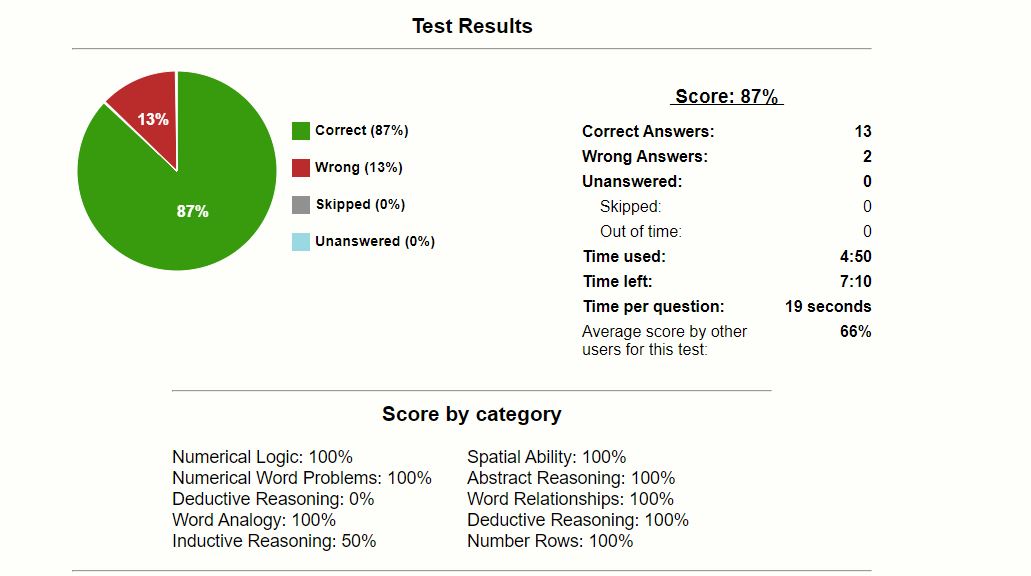 Test Results
13%
87%
Correct (87%)
Wrong (13%)
Skipped (0%)
Unanswered (0%)
Score: 87%
Correct Answers: 13
Wrong Answers: 2
Unanswered: 0
Skipped: 0
Out of time: 0
Time used: 4:50
Time left: 7:10
Time per question: 19 seconds
Average score by other 66%
users for this test:
Score by category
Numerical Logic: 100%
Numerical Word Problems: 100%
Deductive Reasoning: 0%
Word Analogy: 100%
Inductive Reasoning: 50%
Spatial Ability: 100%
Abstract Reasoning: 100%
Word Relationships: 100%
Deductive Reasoning: 100%
Number Rows: 100%